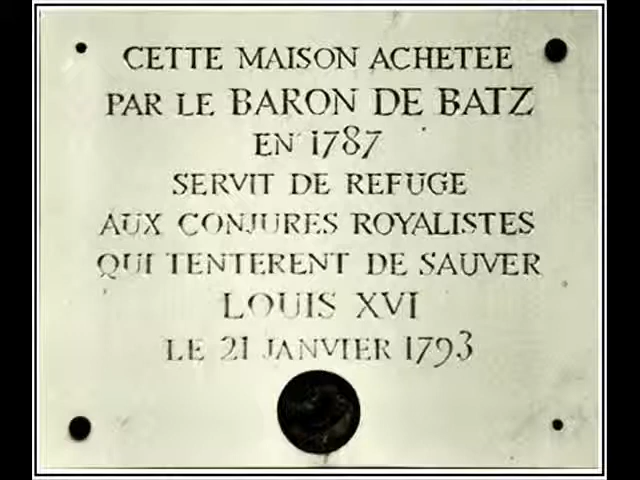 CETTE MAISON ACHETEE
PAR LE BARON DE BATZ
EN 1787
SERVIT DE REFUGE
AUX CONJURES ROYALISTES
QUI TENTERENT DE SAUVER
LOUIS XVI
LE 21 JANVIER 1793